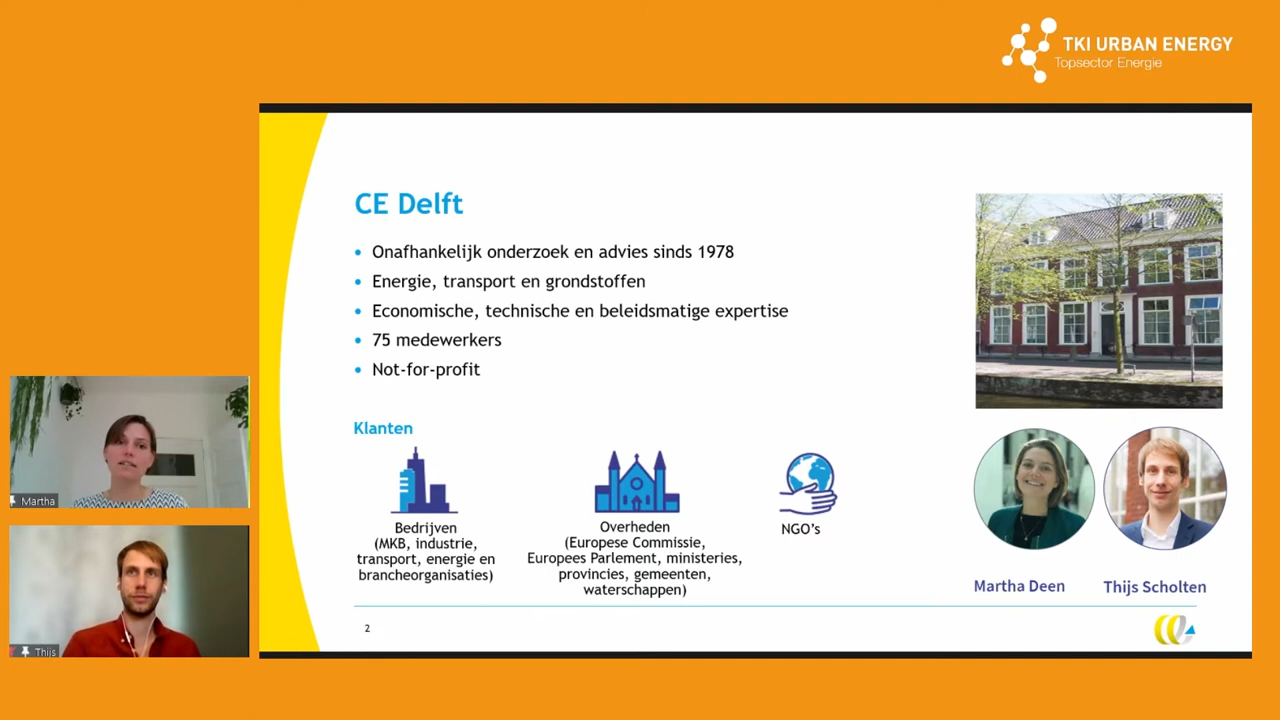 TKI URBAN ENERGY
Topsector Energie
CE Delft
• Onafhankelijk onderzoek en advies sinds 1978
• Energie, transport en grondstoffen
• Economische, technische en beleidsmatige expertise
• 75 medewerkers
• Not-for-profit
Klanten
Bedrijven
(MKB, industrie,
transport, energie en
brancheorganisaties)
Overheden
(Europese Commissie,
Europees Parlement, ministeries,
provincies, gemeenten,
waterschappen)
NGO's
Martha Deen
Thijs Scholten
2
Martha
Thijs